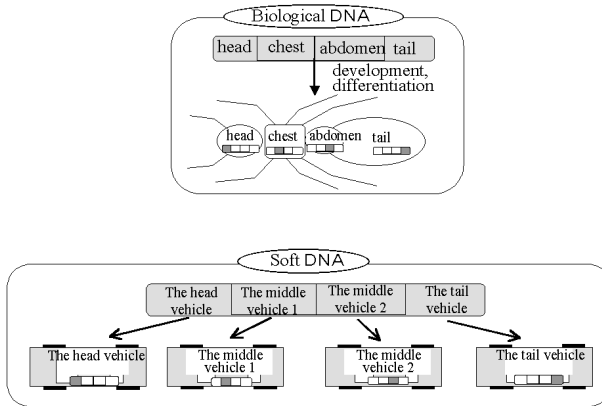 Biological DNA
head chest abdomen tail
development,
differentiation
head chest abdomen tail
Soft DNA
The head vehicle
The middle vehicle 1
The middle vehicle 2
The tail vehicle
The head vehicle
The middle vehicle 1
The middle vehicle 2
The tail vehicle